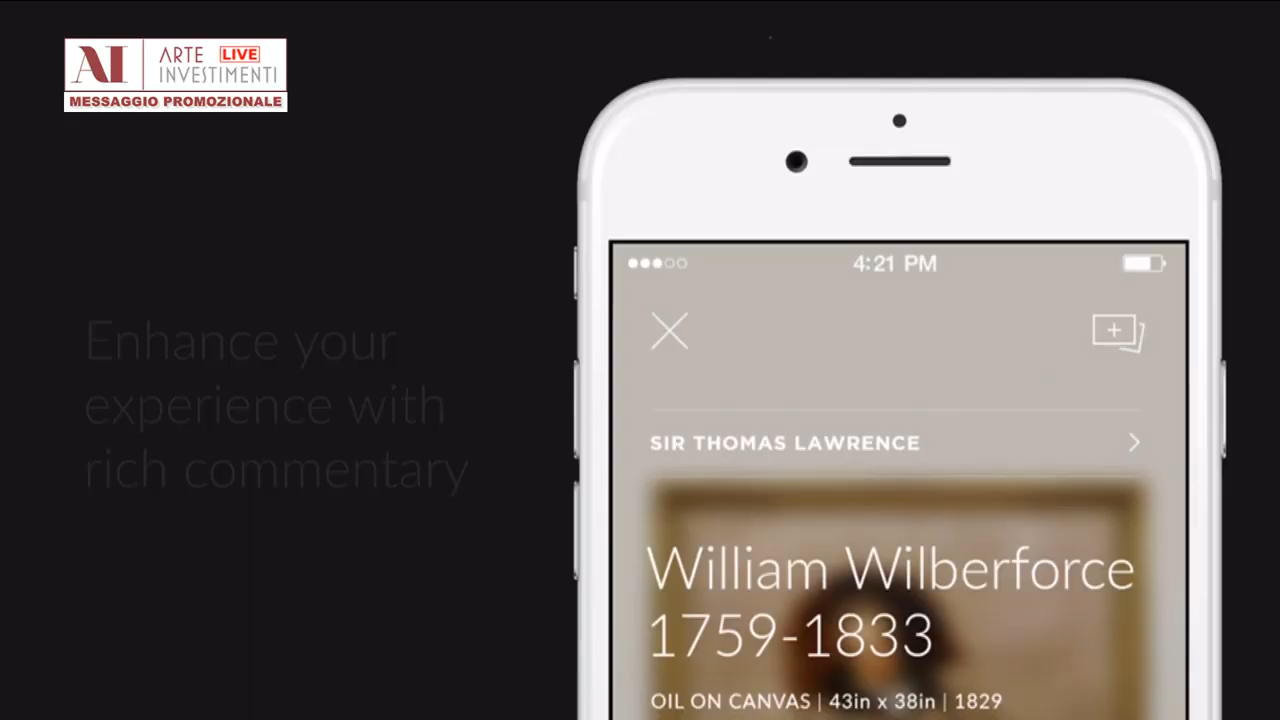 AI ARTE LIVE
INVESTIMENTI
MESSAGGIO PROMOZIONALE
Enhance your
experience with
rich commentary
4:21 PM
SIR THOMAS LAWRENCE
William Wilberforce
1759-1833
OIL ON CANVAS | 43in x 38in | 1829